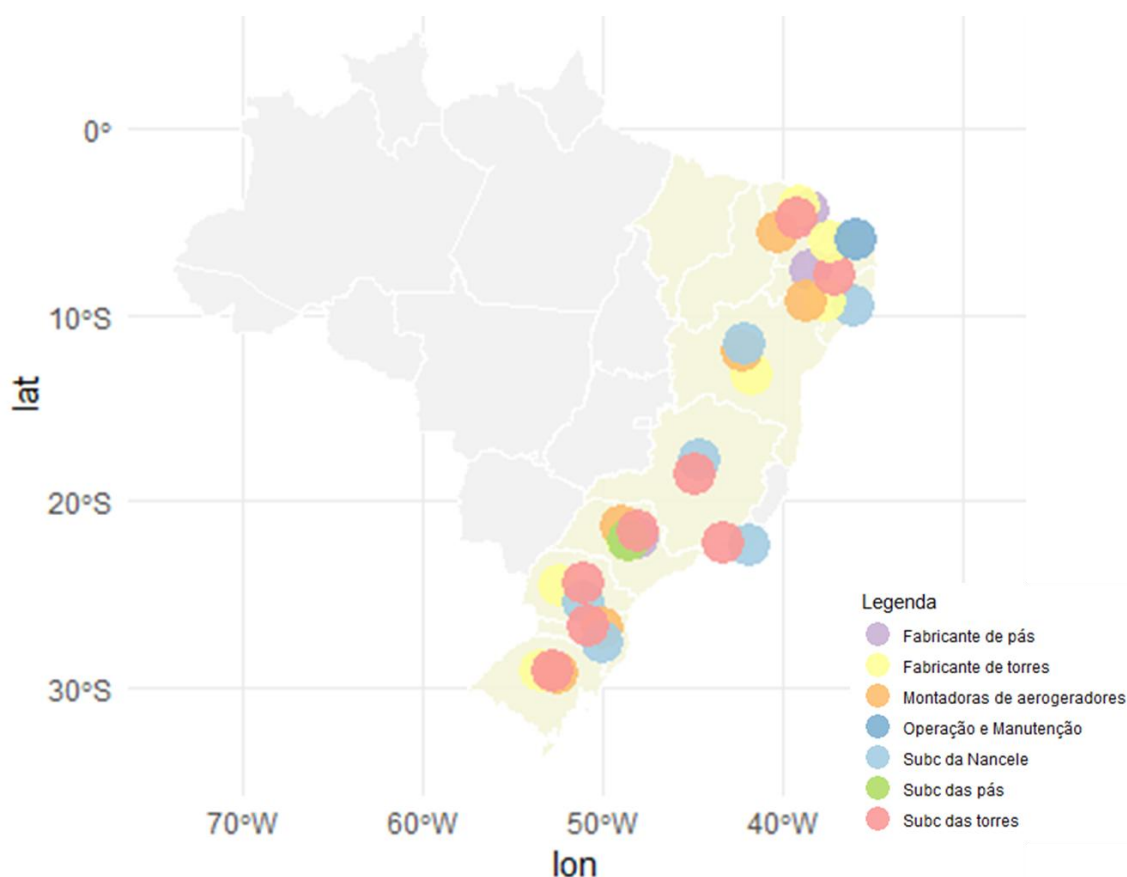 lat
0°
10°S
20°S
30°S
70°W
60°W
50°W
40°W
lon
Legenda
Fabricante de pás
Fabricante de torres
Montadoras de aerogeradores
Operação e Manutenção
Subc da Nancele
Subc das pás
Subc das torres